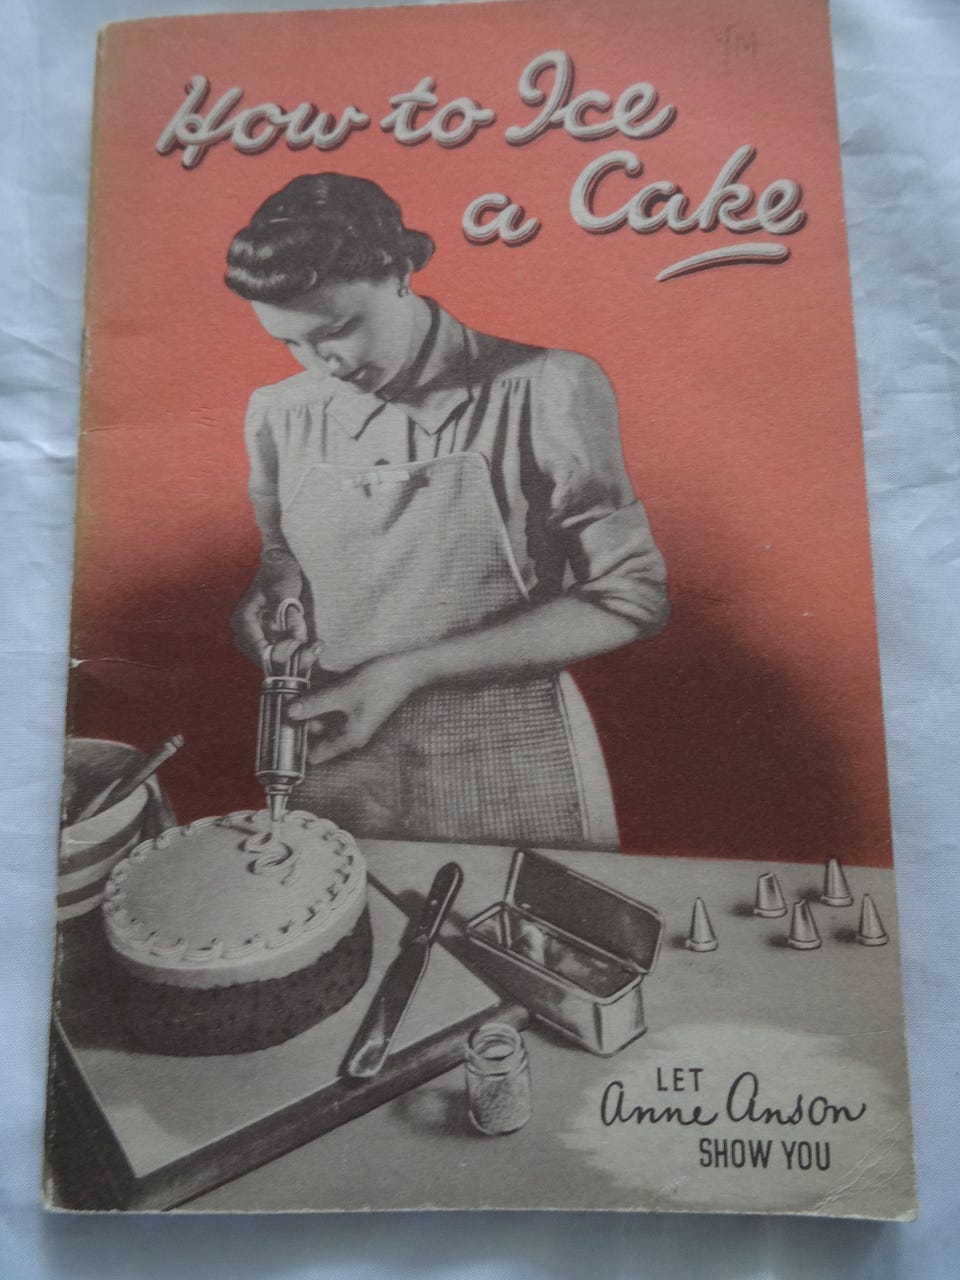 How to Ice
a Cake
LET
Anne Anson
SHOW YOU